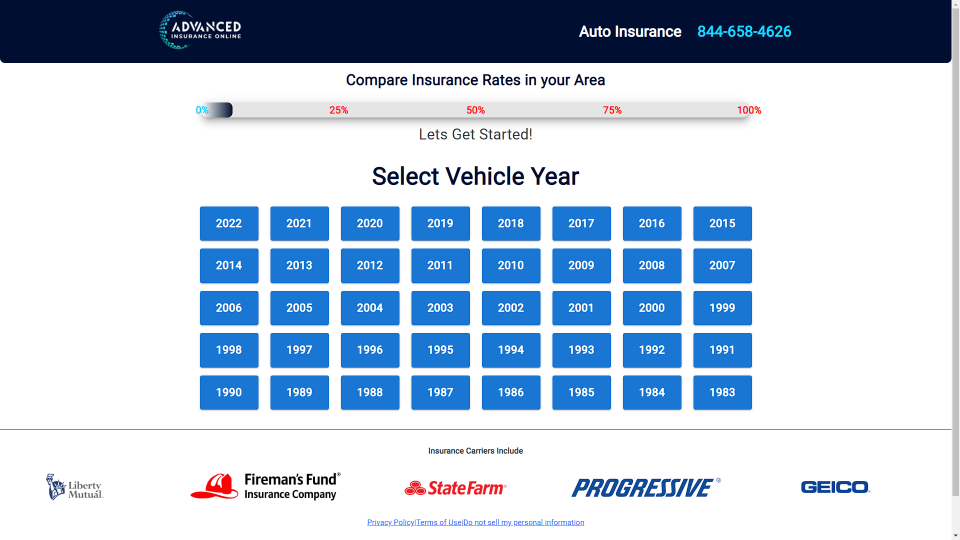 ADVANCED
INSURANCE ONLINE
Auto Insurance 844-658-4626
Compare Insurance Rates in your Area
0% 25% 50% 75% 100%
Lets Get Started!
Select Vehicle Year
2022 2021 2020 2019 2018 2017 2016 2015
2014 2013 2012 2011 2010 2009 2008 2007
2006 2005 2004 2003 2002 2001 2000 1999
1998 1997 1996 1995 1994 1993 1992 1991
1990 1989 1988 1987 1986 1985 1984 1983
Insurance Carriers Include
Liberty
Mutual.
Fireman's Fund®
Insurance Company
State Farm®
PROGRESSIVE®
GEICO
Privacy Policy|Terms of Use|Do not sell my personal information